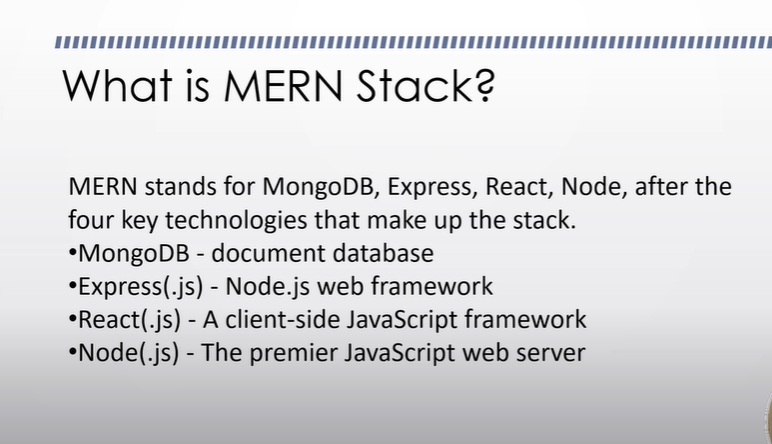 What is MERN Stack?
MERN stands for MongoDB, Express, React, Node, after the
four key technologies that make up the stack.
•MongoDB - document database
•Express(.js) - Node.js web framework
•React(.js) - A client-side JavaScript framework
•Node(.js) - The premier JavaScript web server